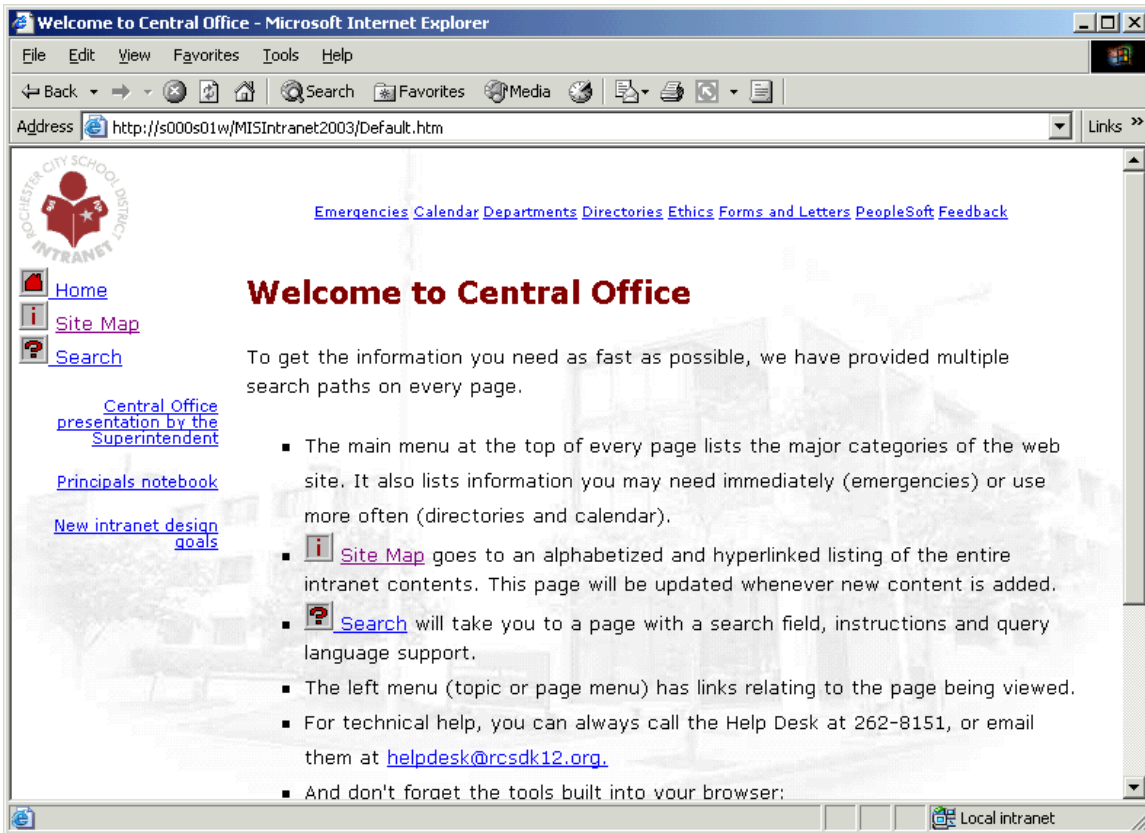 Welcome to Central Office - Microsoft Internet Explorer
File Edit View Favorites Tools Help
Back Search Favorites Media
Address http://s000s01w/MISIntranet2003/Default.htm Links »
ROCHESTER CITY SCHOOL DISTRICT
INTRANET
Emergencies Calendar Departments Directories Ethics Forms and Letters PeopleSoft Feedback
Home
Site Map
Search
Central Office
presentation by the
Superintendent
Principals notebook
New intranet design
goals
Welcome to Central Office
To get the information you need as fast as possible, we have provided multiple
search paths on every page.
The main menu at the top of every page lists the major categories of the web
site. It also lists information you may need immediately (emergencies) or use
more often (directories and calendar).
i Site Map goes to an alphabetized and hyperlinked listing of the entire
intranet contents. This page will be updated whenever new content is added.
? Search will take you to a page with a search field, instructions and query
language support.
The left menu (topic or page menu) has links relating to the page being viewed.
For technical help, you can always call the Help Desk at 262-8151, or email
them at helpdesk@rcsdk12.org.
And don't forget the tools built into your browser:
Local intranet